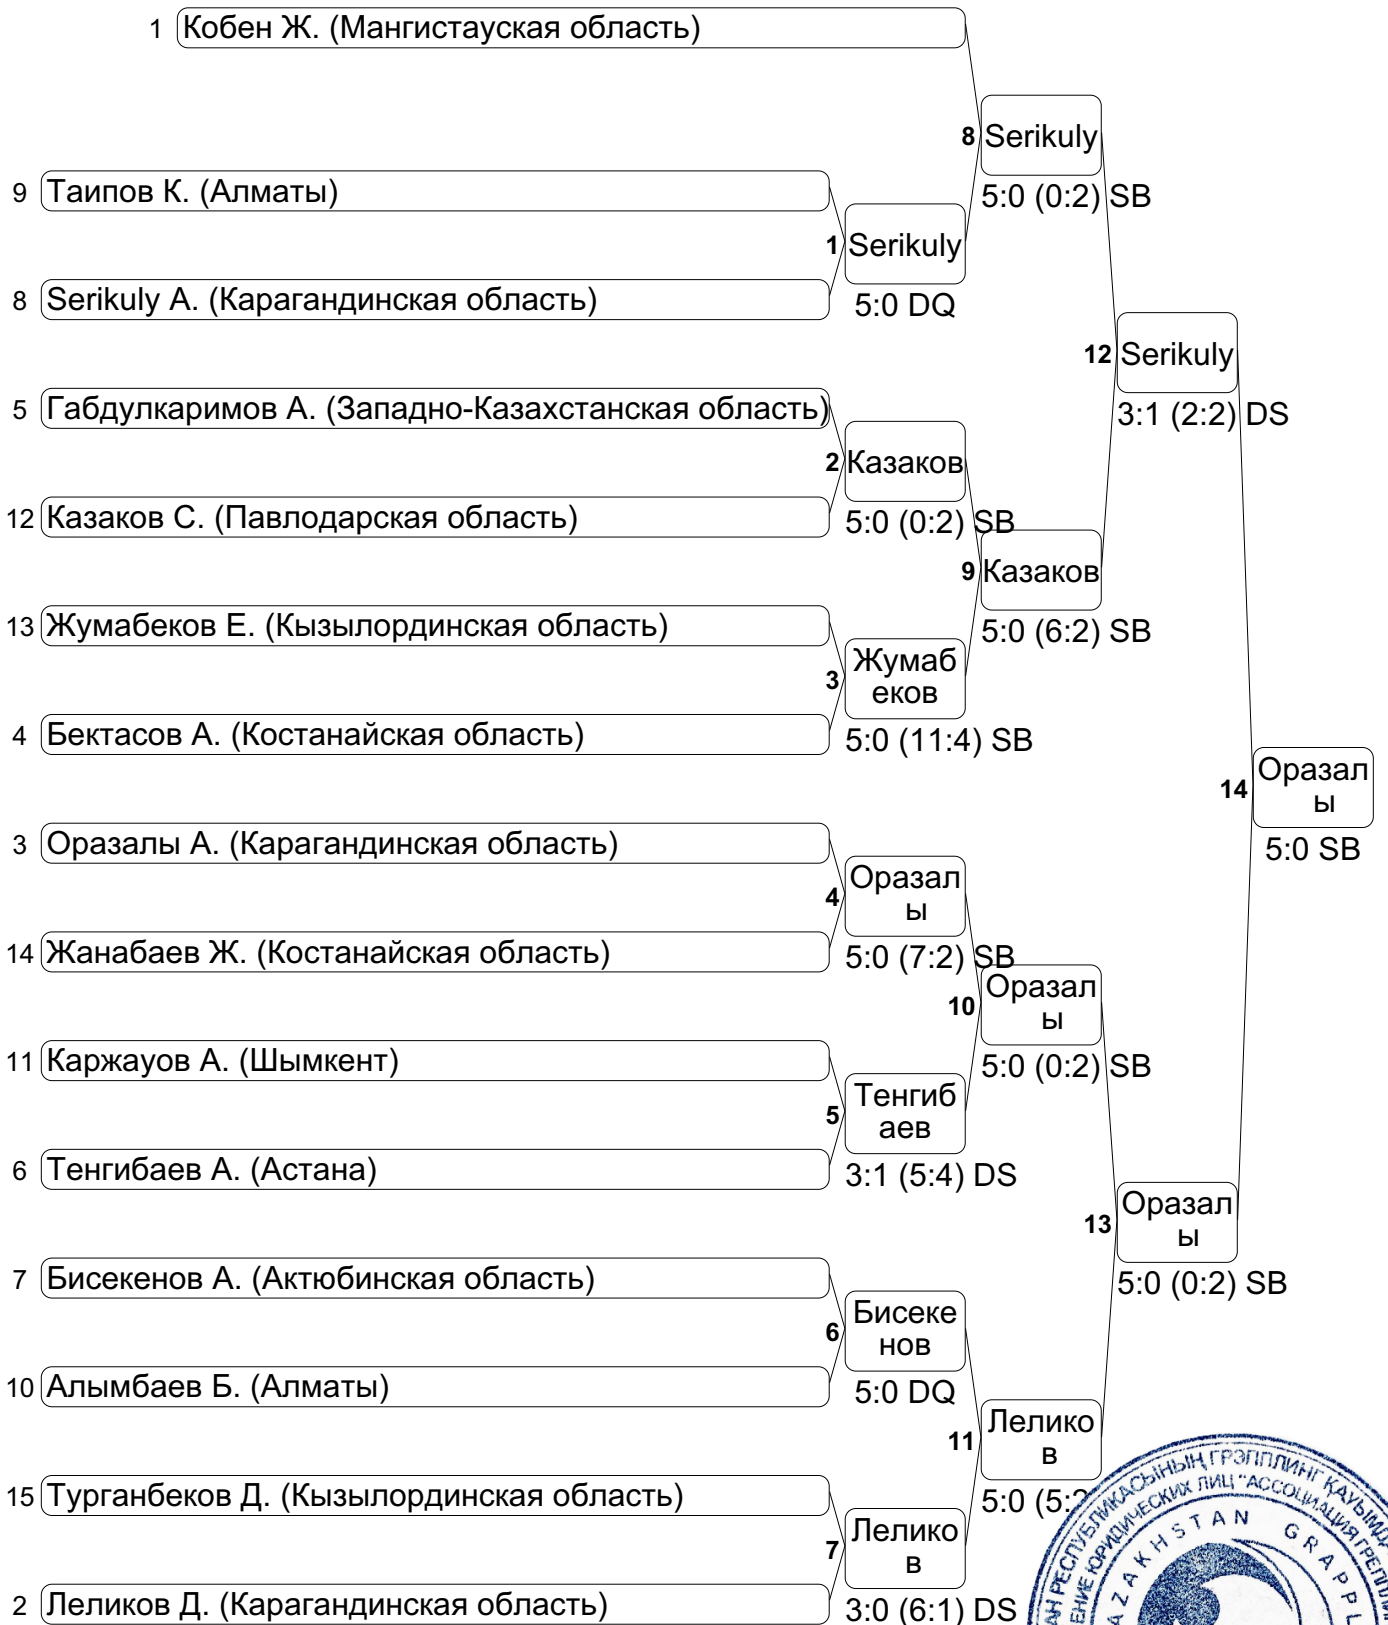 1 Кобен Ж. (Мангистауская область)
8 Serikuly
5:0 (0:2) SB
9 Таипов К. (Алматы)
1 Serikuly
5:0 DQ
8 Serikuly А. (Карагандинская область)
12 Serikuly
3:1 (2:2) DS
5 Габдулкаримов А. (Западно-Казахстанская область)
2 Казаков
5:0 (0:2) SB
12 Казаков С. (Павлодарская область)
9 Казаков
5:0 (6:2) SB
13 Жумабеков Е. (Кызылординская область)
3 Жумаб
еков
5:0 (11:4) SB
4 Бектасов А. (Костанайская область)
14 Оразал
ы
5:0 SB
3 Оразалы А. (Карагандинская область)
4 Оразал
ы
5:0 (7:2) SB
14 Жанабаев Ж. (Костанайская область)
10 Оразал
ы
5:0 (0:2) SB
11 Каржауов А. (Шымкент)
5 Тенгиб
аев
3:1 (5:4) DS
6 Тенгибаев А. (Астана)
13 Оразал
ы
5:0 (0:2) SB
7 Бисекенов А. (Актюбинская область)
6 Бисеке
нов
5:0 DQ
10 Алымбаев Б. (Алматы)
11 Лелико
в
5:0 (5:2
15 Турганбеков Д. (Кызылординская область)
7 Лелико
в
3:0 (6:1) DS
2 Леликов Д. (Карагандинская область)
ЮРИДИЧЕСКИХ ЛИЦ "АССОЦИАЦИЯ